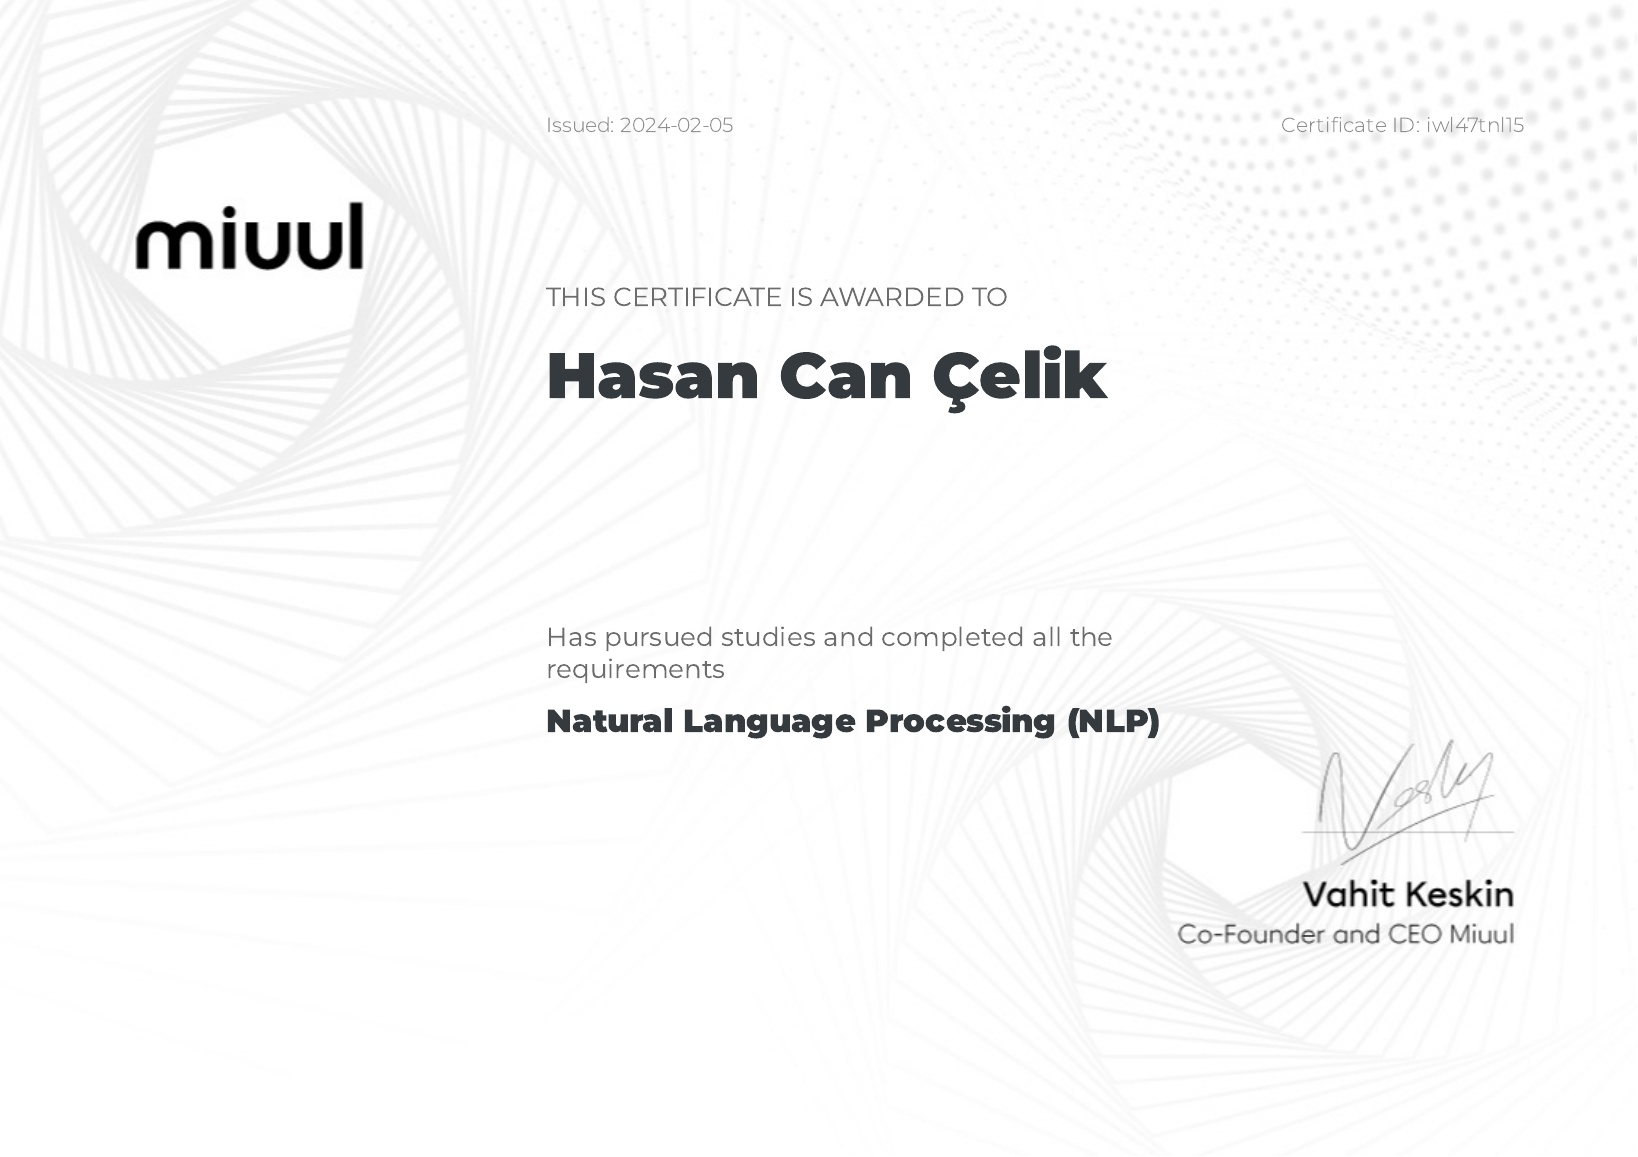 Issued: 2024-02-05
Certificate ID: iwl47tnl15
miuul
THIS CERTIFICATE IS AWARDED TO
Hasan Can Çelik
Has pursued studies and completed all the
requirements
Natural Language Processing (NLP)
Vahit Keskin
Co-Founder and CEO Miuul